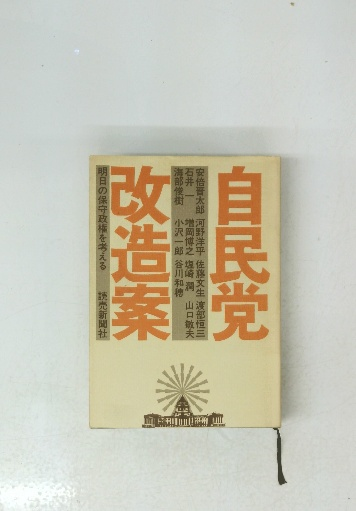 自民党
安倍晋太郎 河野洋平 佐藤文生 渡部恒三
石井一 増岡博之 塩崎潤 山口敏夫
海部俊樹 小沢一郎 谷川和穂
改造案
明日の保守政権を考える 読売新聞社